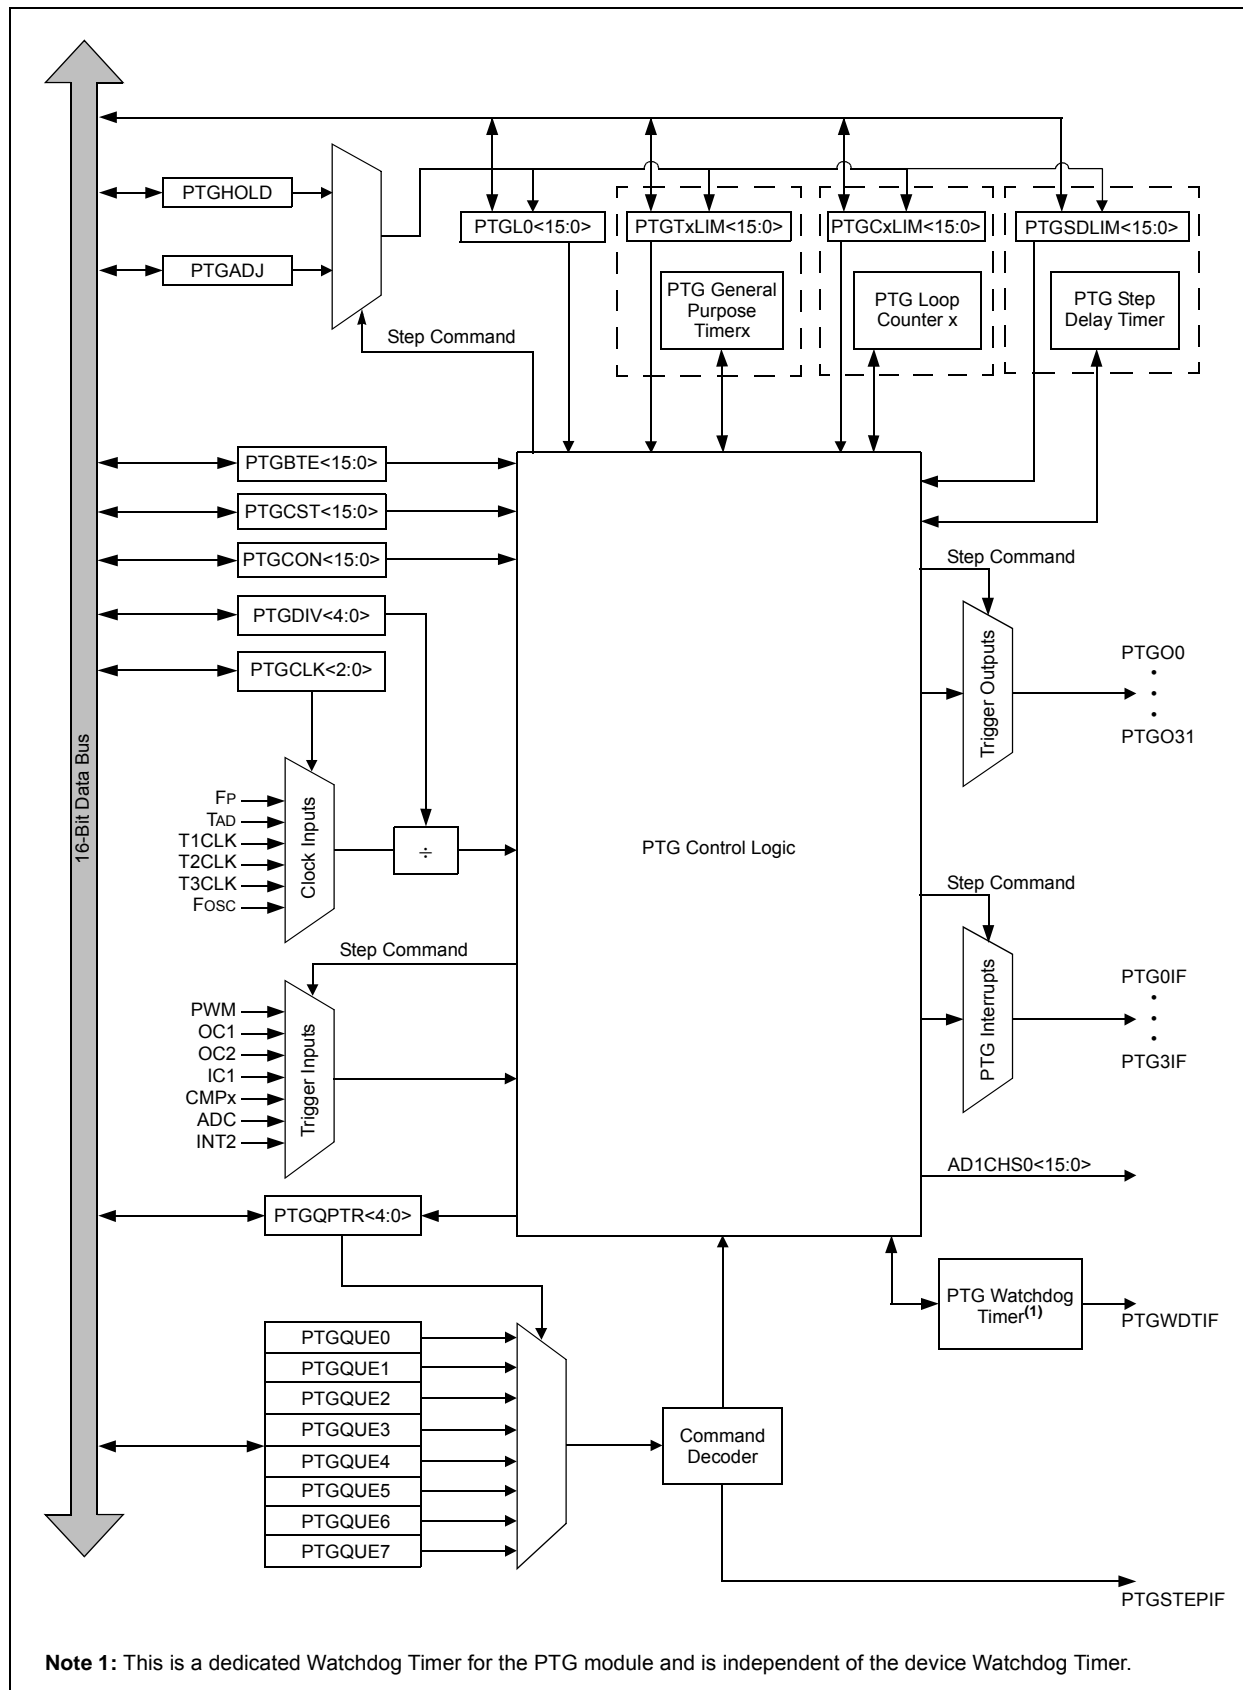 16-Bit Data Bus
PTGHOLD
PTGADJ
PTGL0<15:0>
PTGTxLIM<15:0>
PTGCxLIM<15:0>
PTGSDLIM<15:0>
PTG General
Purpose
Timerx
PTG Loop
Counter x
PTG Step
Delay Timer
Step Command
PTGBTE<15:0>
PTGCST<15:0>
PTGCON<15:0>
PTGDIV<4:0>
PTGCLK<2:0>
FP
TAD
T1CLK
T2CLK
T3CLK
FOSC
Clock Inputs
÷
PTG Control Logic
Step Command
Trigger Outputs
PTGO0
•
•
•
PTGO31
Step Command
PWM
OC1
OC2
IC1
CMPx
ADC
INT2
Trigger Inputs
Step Command
PTG Interrupts
PTG0IF
•
•
•
PTG3IF
AD1CHS0<15:0>
PTGQPTR<4:0>
PTG Watchdog
Timer(1)
PTGWDTIF
PTGQUE0
PTGQUE1
PTGQUE2
PTGQUE3
PTGQUE4
PTGQUE5
PTGQUE6
PTGQUE7
Command
Decoder
PTGSTEPIF
Note 1: This is a dedicated Watchdog Timer for the PTG module and is independent of the device Watchdog Timer.